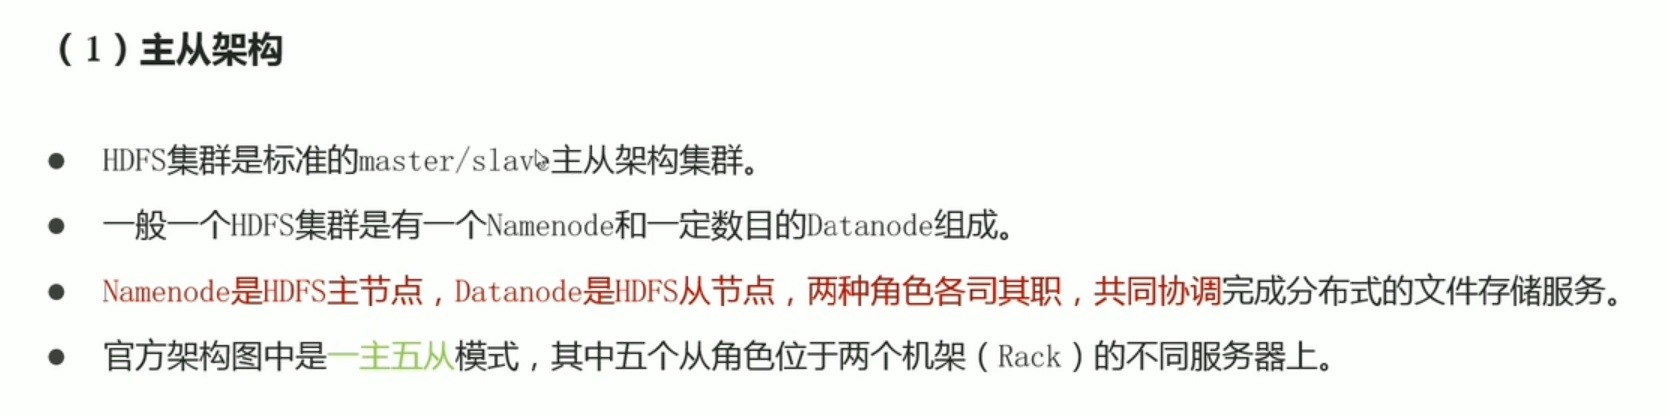 （1）主从架构
HDFS集群是标准的master/slave主从架构集群。
一般一个HDFS集群是有一个Namenode和一定数目的Datanode组成。
Namenode是HDFS主节点，Datanode是HDFS从节点，两种角色各司其职，共同协调完成分布式的文件存储服务。
官方架构图中是一主五从模式，其中五个从角色位于两个机架（Rack）的不同服务器上。